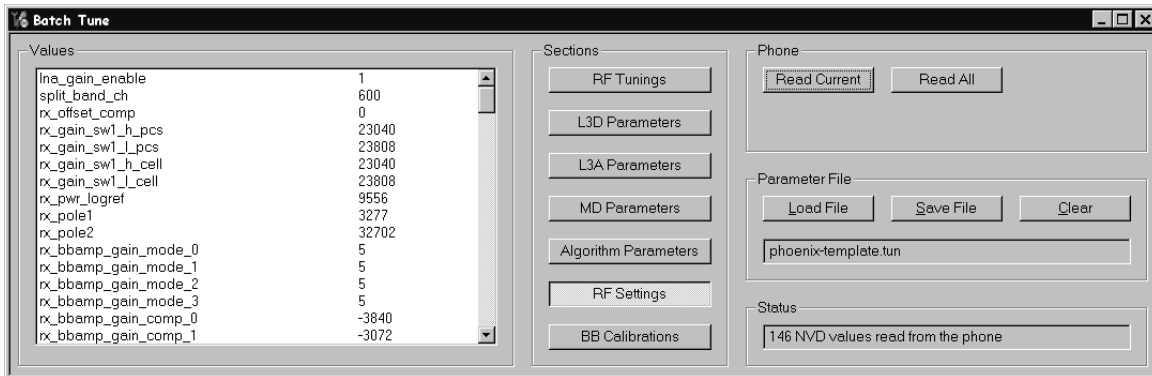 Batch Tune
Values
lna_gain_enable 1
split_band_ch 600
rx_offset_comp 0
rx_gain_sw1_h_pcs 23040
rx_gain_sw1_l_pcs 23808
rx_gain_sw1_h_cell 23040
rx_gain_sw1_l_cell 23808
rx_pwr_logref 9556
rx_pole1 3277
rx_pole2 32702
rx_bbamp_gain_mode_0 5
rx_bbamp_gain_mode_1 5
rx_bbamp_gain_mode_2 5
rx_bbamp_gain_mode_3 5
rx_bbamp_gain_comp_0 -3840
rx_bbamp_gain_comp_1 -3072
Sections
RF Tunings
L3D Parameters
L3A Parameters
MD Parameters
Algorithm Parameters
RF Settings
BB Calibrations
Phone
Read Current Read All
Parameter File
Load File Save File Clear
phoenix-template.tun
Status
146 NVD values read from the phone